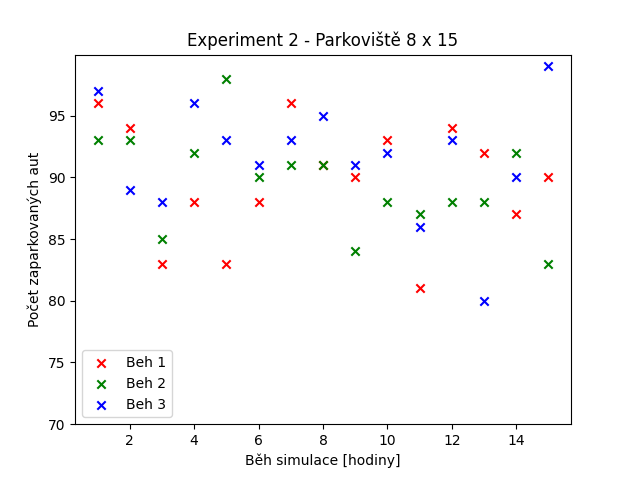 Experiment 2 - Parkoviště 8 x 15
Počet zaparkovaných aut
95
90
85
80
75
70
Beh 1
Beh 2
Beh 3
2 4 6 8 10 12 14
Běh simulace [hodiny]